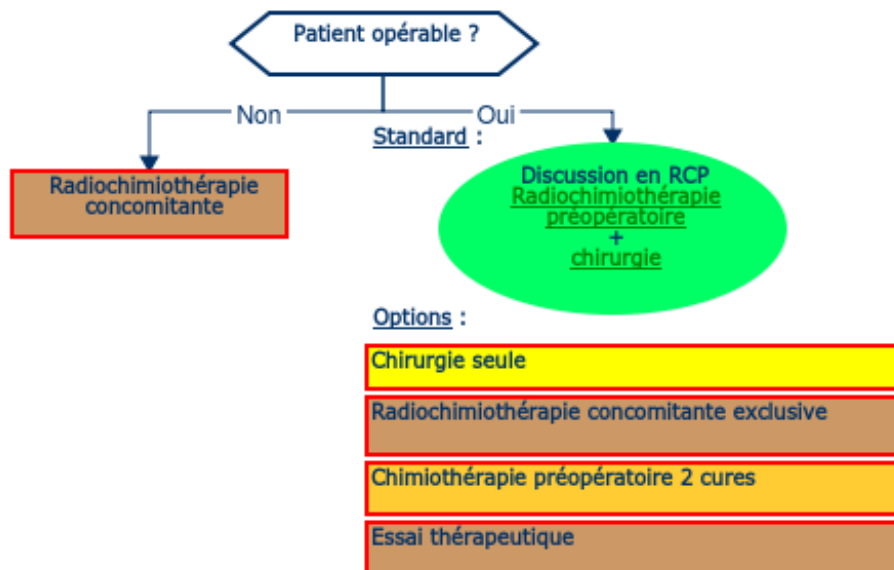 Patient opérable ?
Non
Oui
Standard :
Radiochimiothérapie
concomitante
Discussion en RCP
Radiochimiothérapie
préopératoire
+
chirurgie
Options :
Chirurgie seule
Radiochimiothérapie concomitante exclusive
Chimiothérapie préopératoire 2 cures
Essai thérapeutique